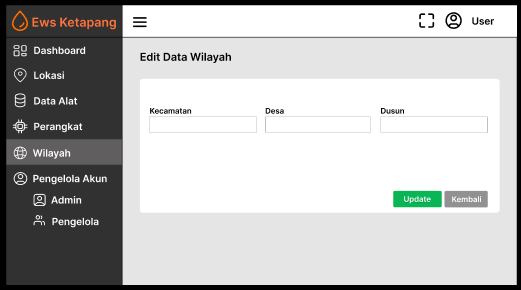 Ews Ketapang
User
Dashboard
Lokasi
Data Alat
Perangkat
Wilayah
Pengelola Akun
Admin
Pengelola
Edit Data Wilayah
Kecamatan Desa Dusun
Update Kembali